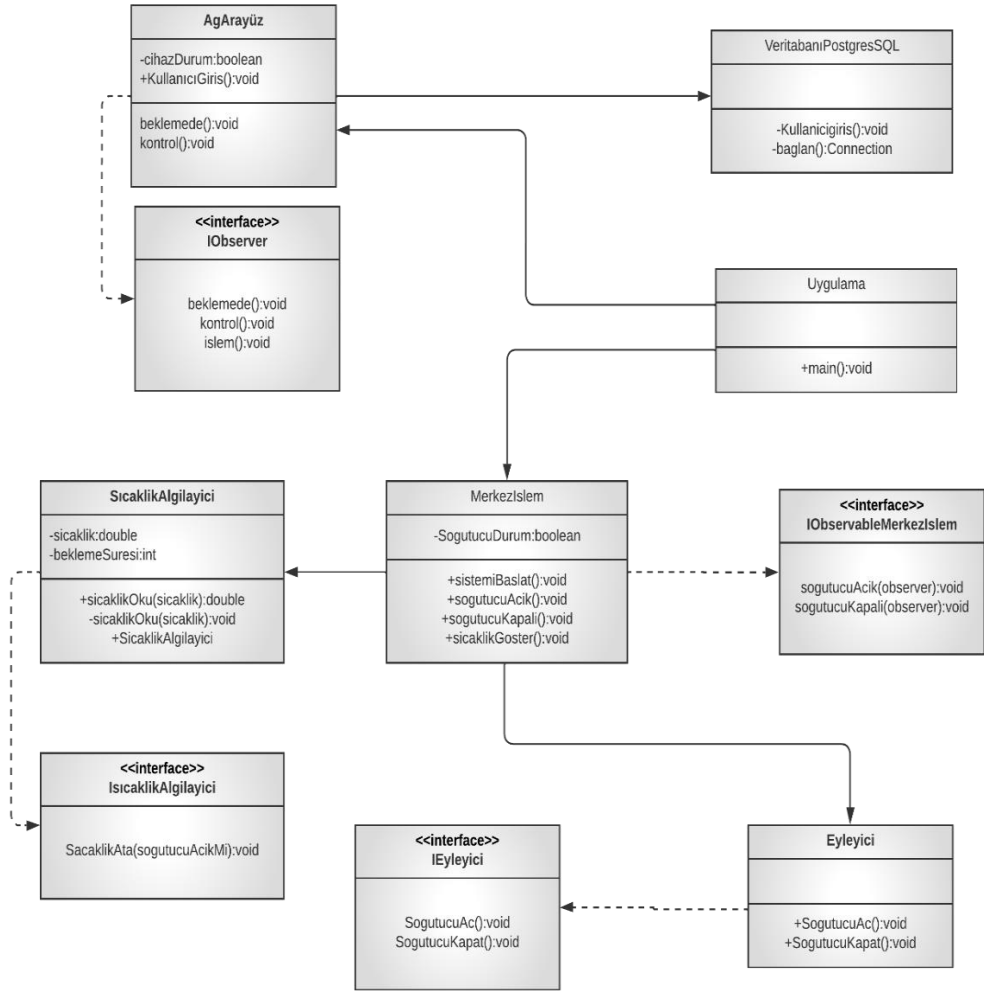 AgArayüz
-cihazDurum:boolean
+KullanıcıGiris():void
beklemede():void
kontrol():void
VeritabanıPostgresSQL
-Kullanicigiris():void
-baglan():Connection
<<interface>>
IObserver
beklemede():void
kontrol():void
islem():void
Uygulama
+main():void
SıcaklikAlgilayici
-sicaklik:double
-beklemeSuresi:int
+sicaklikOku(sicaklik):double
-sicaklikOku(sicaklik):void
+SicaklikAlgilayici
MerkezIslem
-SogutucuDurum:boolean
+sistemiBaslat():void
+sogutucuAcik():void
+sogutucuKapali():void
+sicaklikGoster():void
<<interface>>
IObservableMerkezIslem
sogutucuAcik(observer):void
sogutucuKapali(observer):void
<<interface>>
IsıcaklikAlgilayici
SacaklikAta(sogutucuAcikMi):void
<<interface>>
IEyleyici
SogutucuAc():void
SogutucuKapat():void
Eyleyici
+SogutucuAc():void
+SogutucuKapat():void